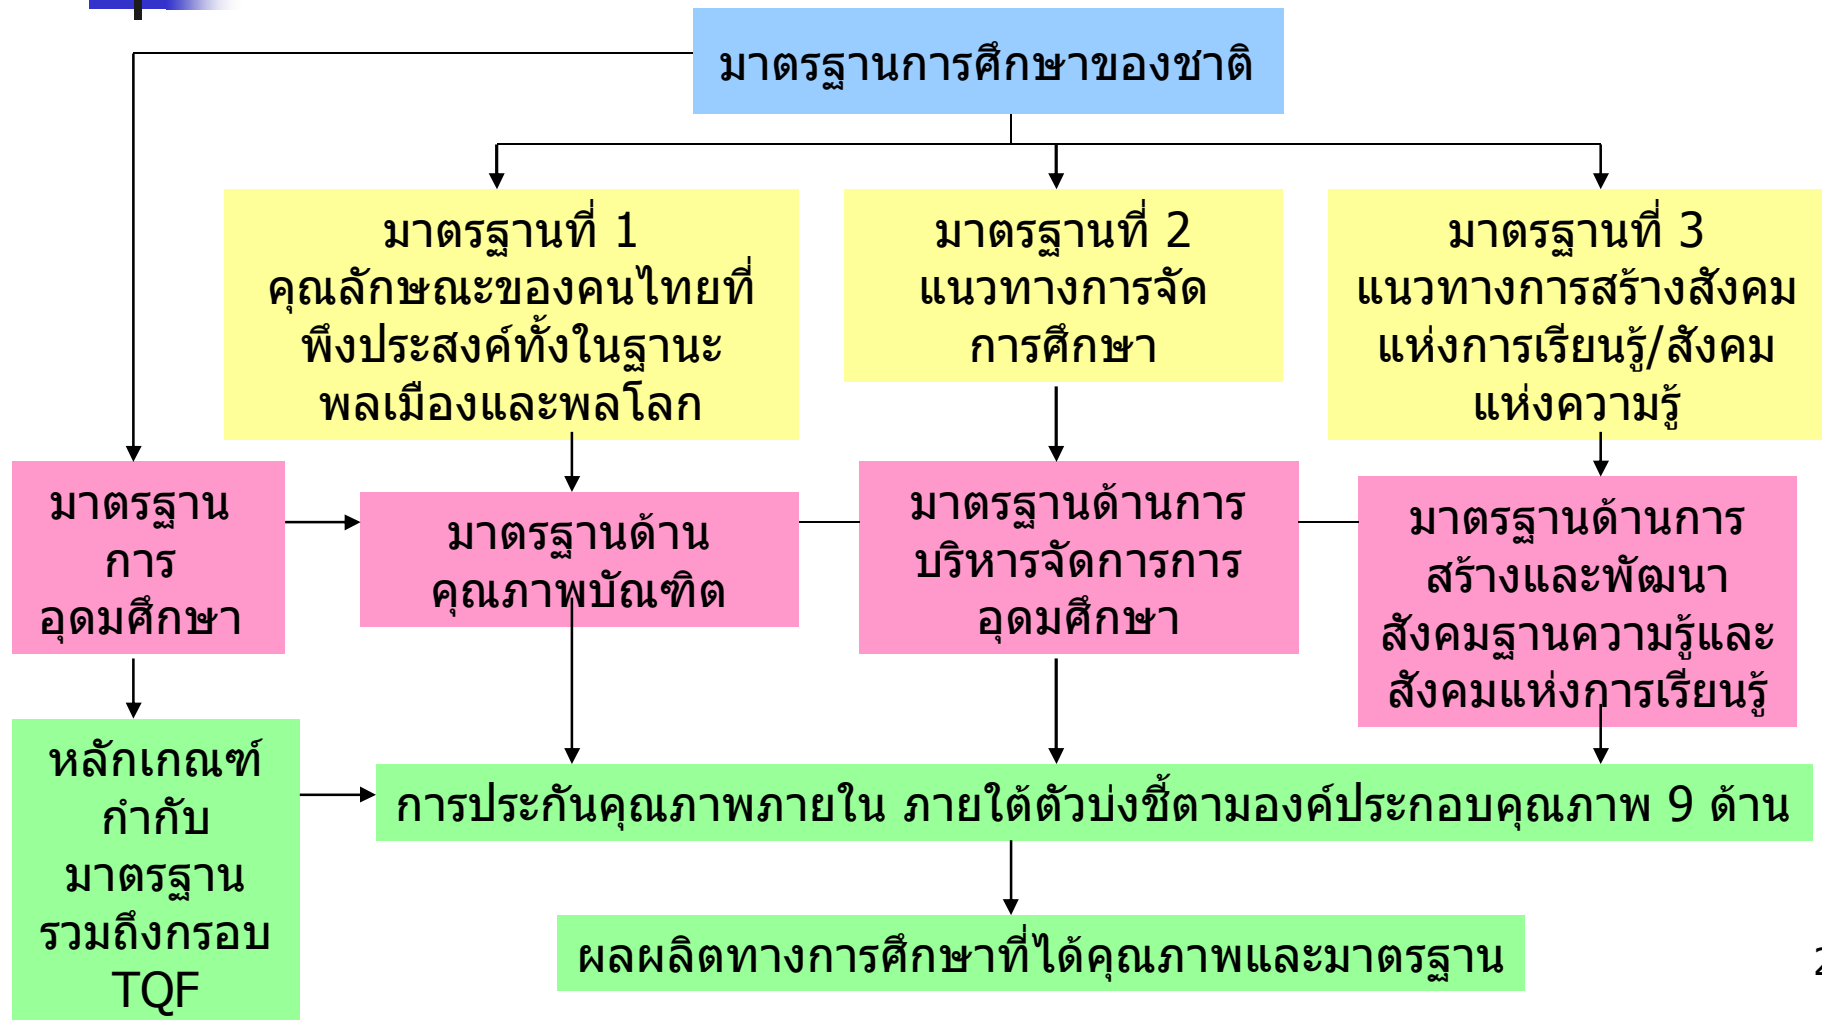 มาตรฐานการศึกษาของชาติ
มาตรฐานที่ 1
คุณลักษณะของคนไทยที่
พึงประสงค์ทั้งในฐานะ
พลเมืองและพลโลก
มาตรฐานที่ 2
แนวทางการจัด
การศึกษา
มาตรฐานที่ 3
แนวทางการสร้างสังคม
แห่งการเรียนรู้/สังคม
แห่งความรู้
มาตรฐาน
การ
อุดมศึกษา
มาตรฐานด้าน
คุณภาพบัณฑิต
มาตรฐานด้านการ
บริหารจัดการการ
อุดมศึกษา
มาตรฐานด้านการ
สร้างและพัฒนา
สังคมฐานความรู้และ
สังคมแห่งการเรียนรู้
หลักเกณฑ์
กำกับ
มาตรฐาน
รวมถึงกรอบ
TQF
การประกันคุณภาพภายใน ภายใต้ตัวบ่งชี้ตามองค์ประกอบคุณภาพ 9 ด้าน
ผลผลิตทางการศึกษาที่ได้คุณภาพและมาตรฐาน